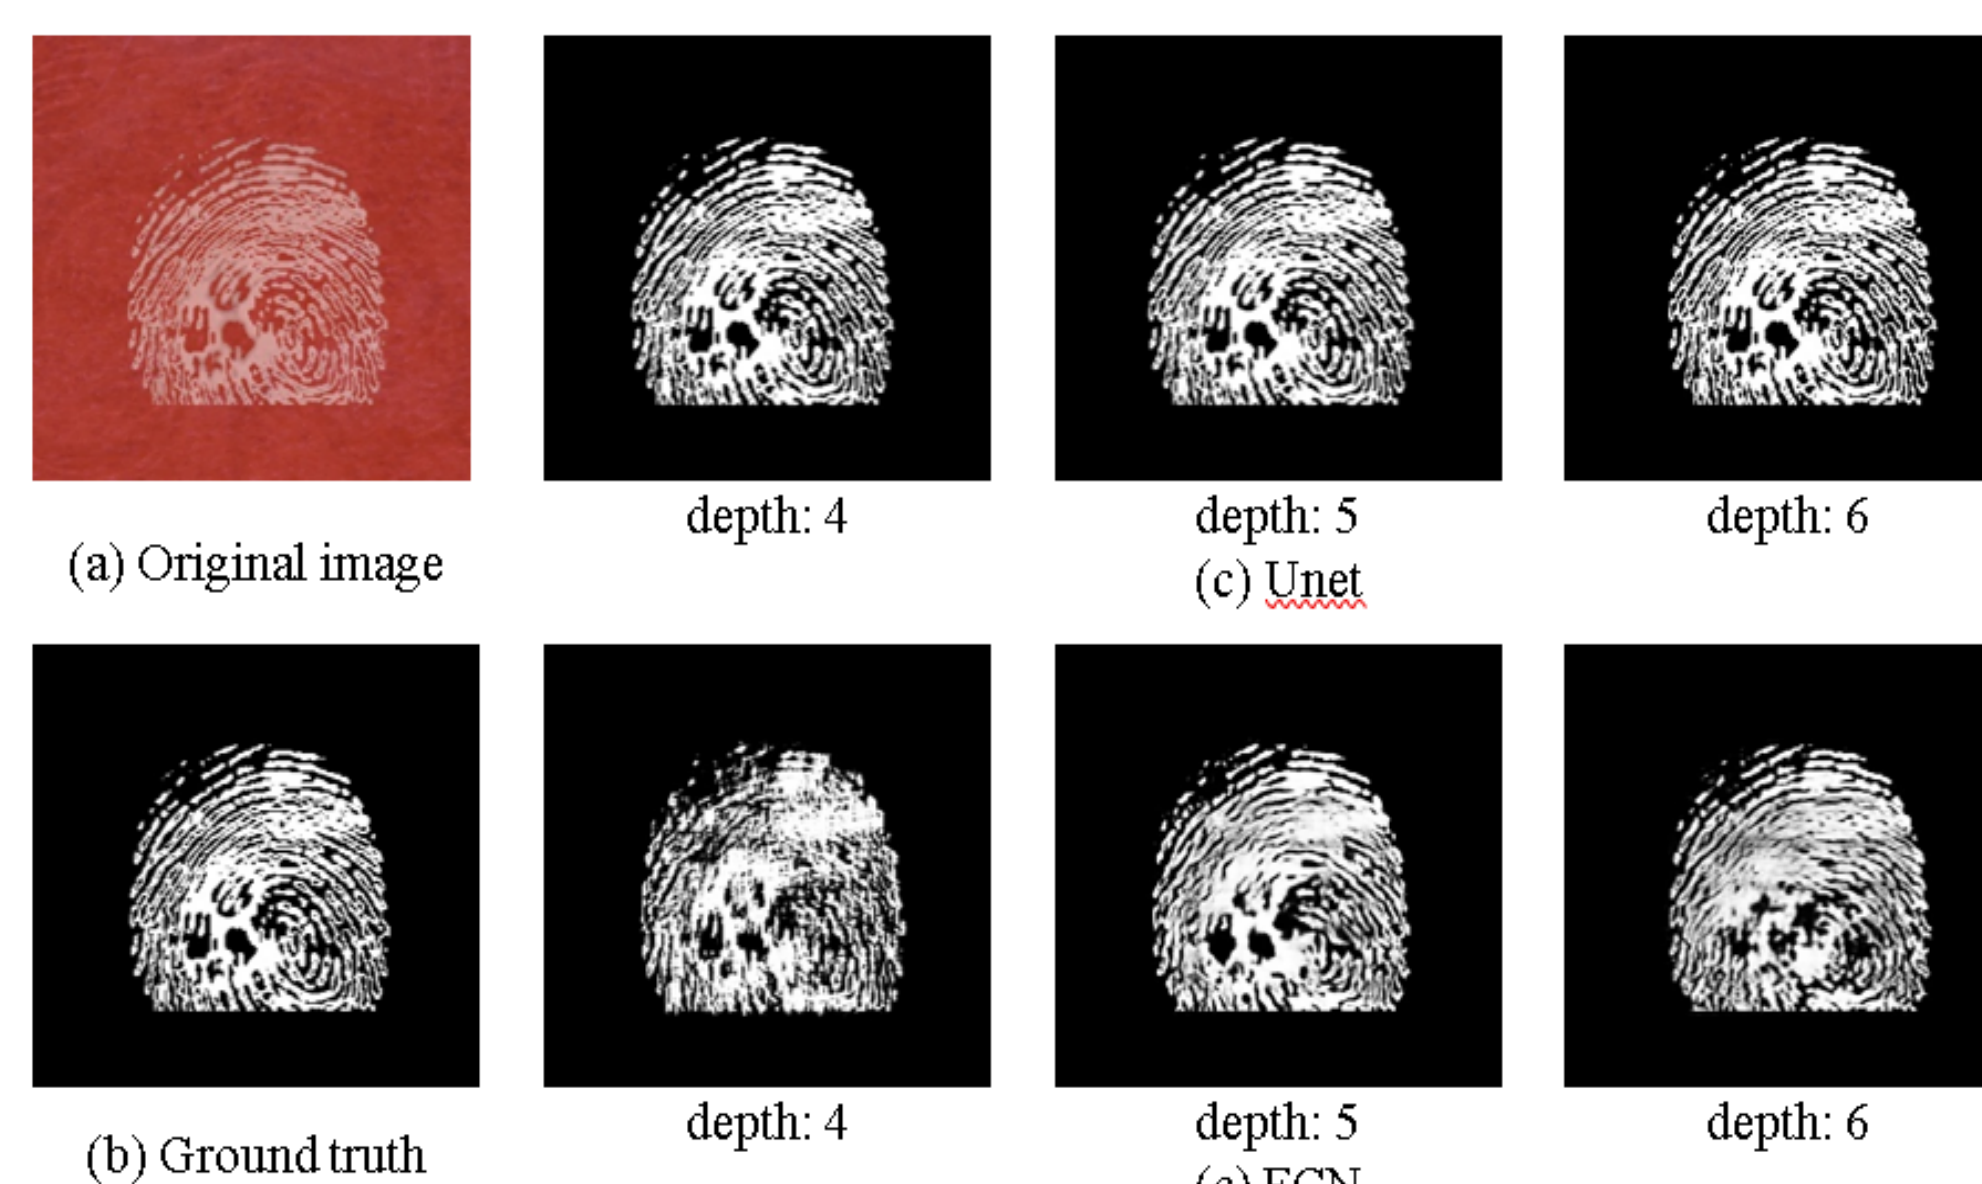 depth: 4
depth: 5
depth: 6
(a) Original image
(c) Unet
depth: 4
depth: 5
depth: 6
(b) Ground truth